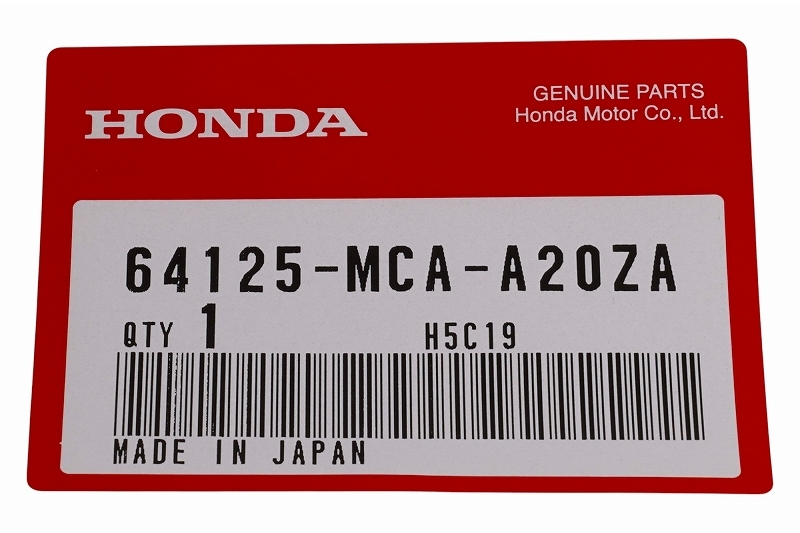 HONDA
GENUINE PARTS
Honda Motor Co., Ltd.
64125-MCA-A20ZA
QTY 1 H5C19
MADE IN JAPAN